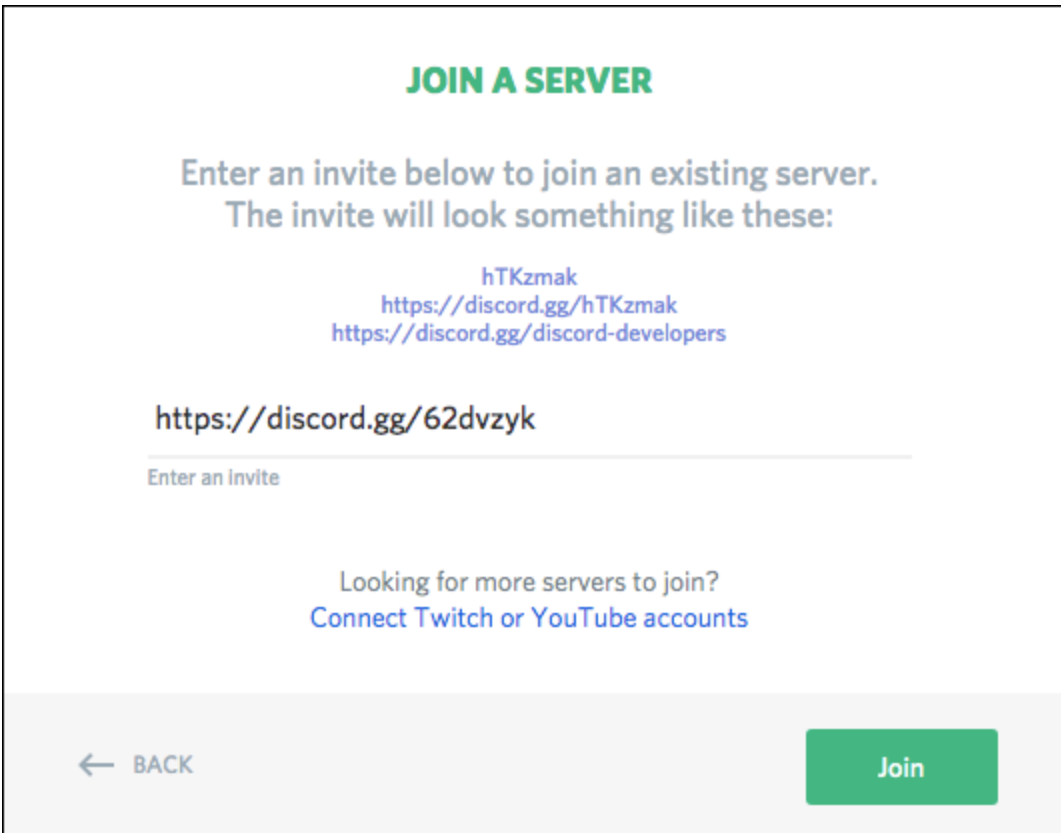 JOIN A SERVER
Enter an invite below to join an existing server.
The invite will look something like these:
hTKzmak
https://discord.gg/hTKzmak
https://discord.gg/discord-developers
https://discord.gg/62dvzyk
Enter an invite
Looking for more servers to join?
Connect Twitch or YouTube accounts
← BACK
Join